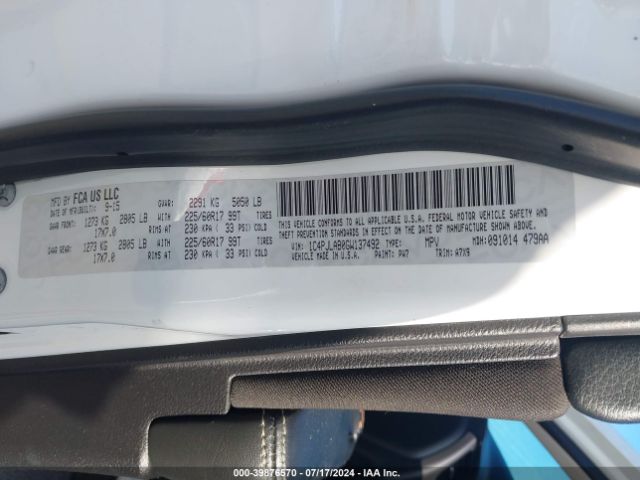 MFD BY FCA US LLC
DATE OF MFR(BUILT): 9-15
GVWR: 2291 KG 5050 LB
GAWR FRONT: 1273 KG 2805 LB WITH 225/60R17 99T TIRES
17X7.0 RIMS AT 230 KPA ( 33 PSI) COLD
GAWR REAR: 1273 KG 2805 LB WITH 225/60R17 99T TIRES
17X7.0 RIMS AT 230 KPA ( 33 PSI) COLD
THIS VEHICLE CONFORMS TO ALL APPLICABLE U.S.A. FEDERAL MOTOR VEHICLE SAFETY AND
BUMPER, AND THEFT PREVENTION STANDARDS IN EFFECT ON THE DATE OF MANUFACTURE SHOWN ABOVE.
VIN: 1C4PJLAB0GW137492 TYPE: MPV MDH: 091014 479AA
VEHICLE MADE IN U.S.A. PAINT: PW7 TRIM: A7X9
000-39876570 - 07/17/2024 - IAA Inc.